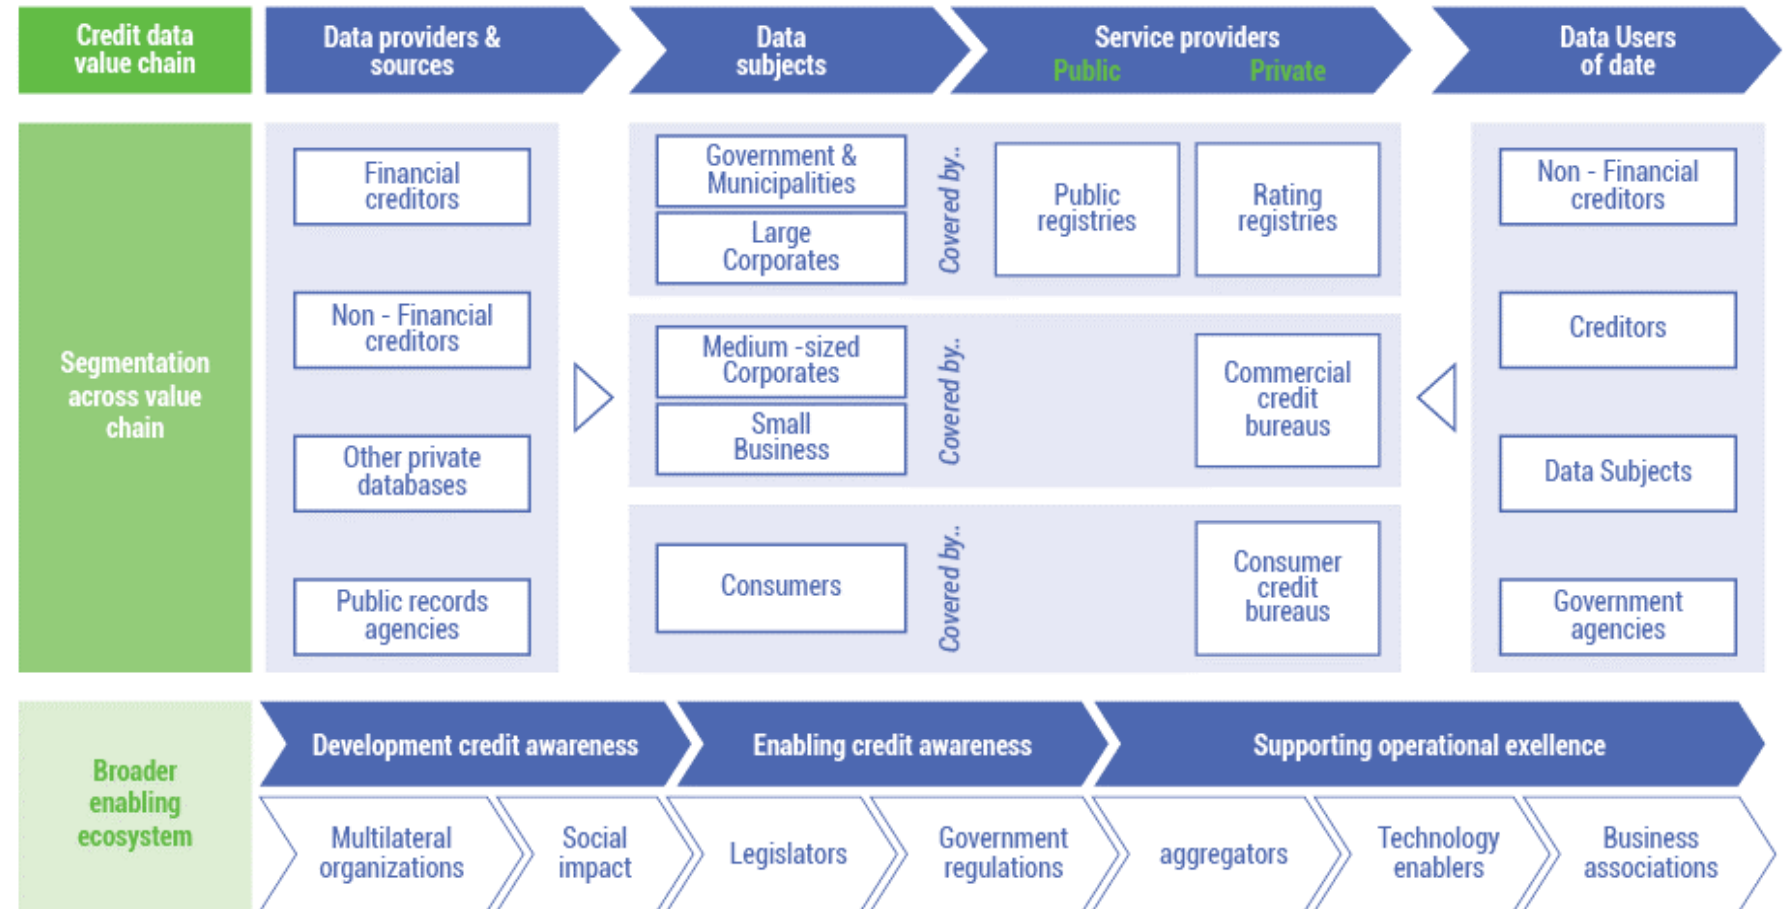 Credit data
value chain
Data providers &
sources
Data
subjects
Service providers
Public Private
Data Users
of date
Segmentation
across value
chain
Financial
creditors
Non - Financial
creditors
Other private
databases
Public records
agencies
Government &
Municipalities
Large
Corporates
Covered by..
Public
registries
Rating
registries
Medium -sized
Corporates
Small
Business
Covered by..
Commercial
credit
bureaus
Consumers
Covered by..
Consumer
credit
bureaus
Non - Financial
creditors
Creditors
Data Subjects
Government
agencies
Broader
enabling
ecosystem
Development credit awareness
Enabling credit awareness
Supporting operational exellence
Multilateral
organizations
Social
impact
Legislators
Government
regulations
aggregators
Technology
enablers
Business
associations